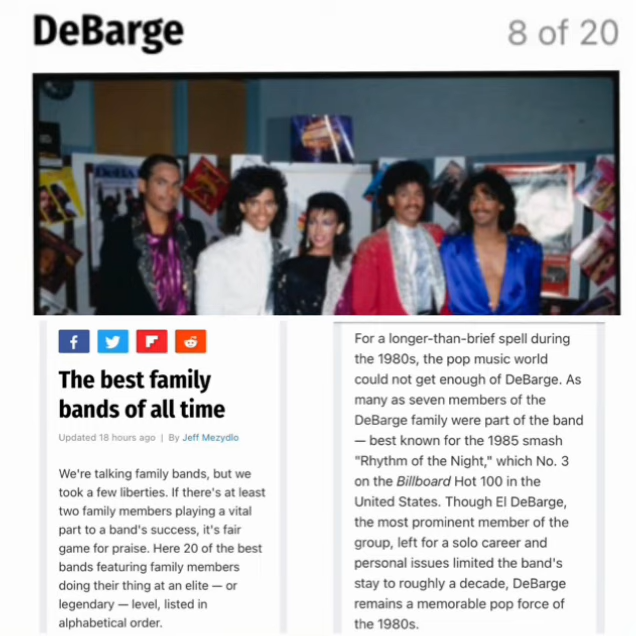 DeBarge
8 of 20
The best family
bands of all time
Updated 18 hours ago | By Jeff Mezydlo
We're talking family bands, but we
took a few liberties. If there's at least
two family members playing a vital
part to a band's success, it's fair
game for praise. Here 20 of the best
bands featuring family members
doing their thing at an elite — or
legendary — level, listed in
alphabetical order.
For a longer-than-brief spell during
the 1980s, the pop music world
could not get enough of DeBarge. As
many as seven members of the
DeBarge family were part of the band
— best known for the 1985 smash
"Rhythm of the Night," which No. 3
on the Billboard Hot 100 in the
United States. Though El DeBarge,
the most prominent member of the
group, left for a solo career and
personal issues limited the band's
stay to roughly a decade, DeBarge
remains a memorable pop force of
the 1980s.